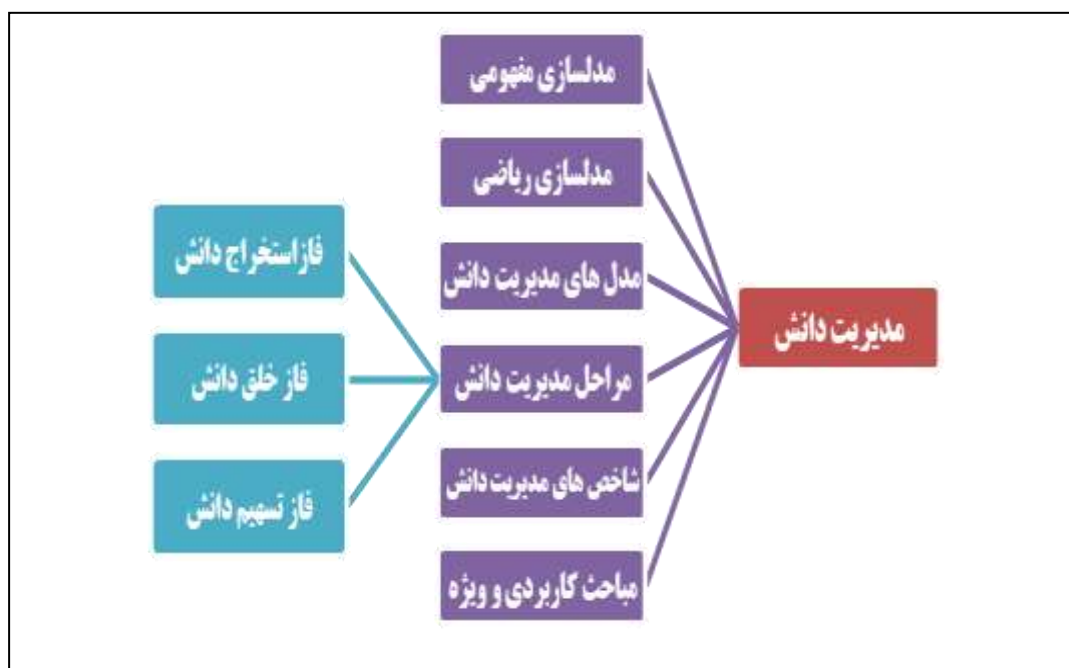 مدیریت دانش
مدلسازی مفهومی
مدلسازی ریاضی
مدل های مدیریت دانش
مراحل مدیریت دانش
شاخص های مدیریت دانش
مباحث کاربردی و ویژه
فاز استخراج دانش
فاز خلق دانش
فاز تسهیم دانش